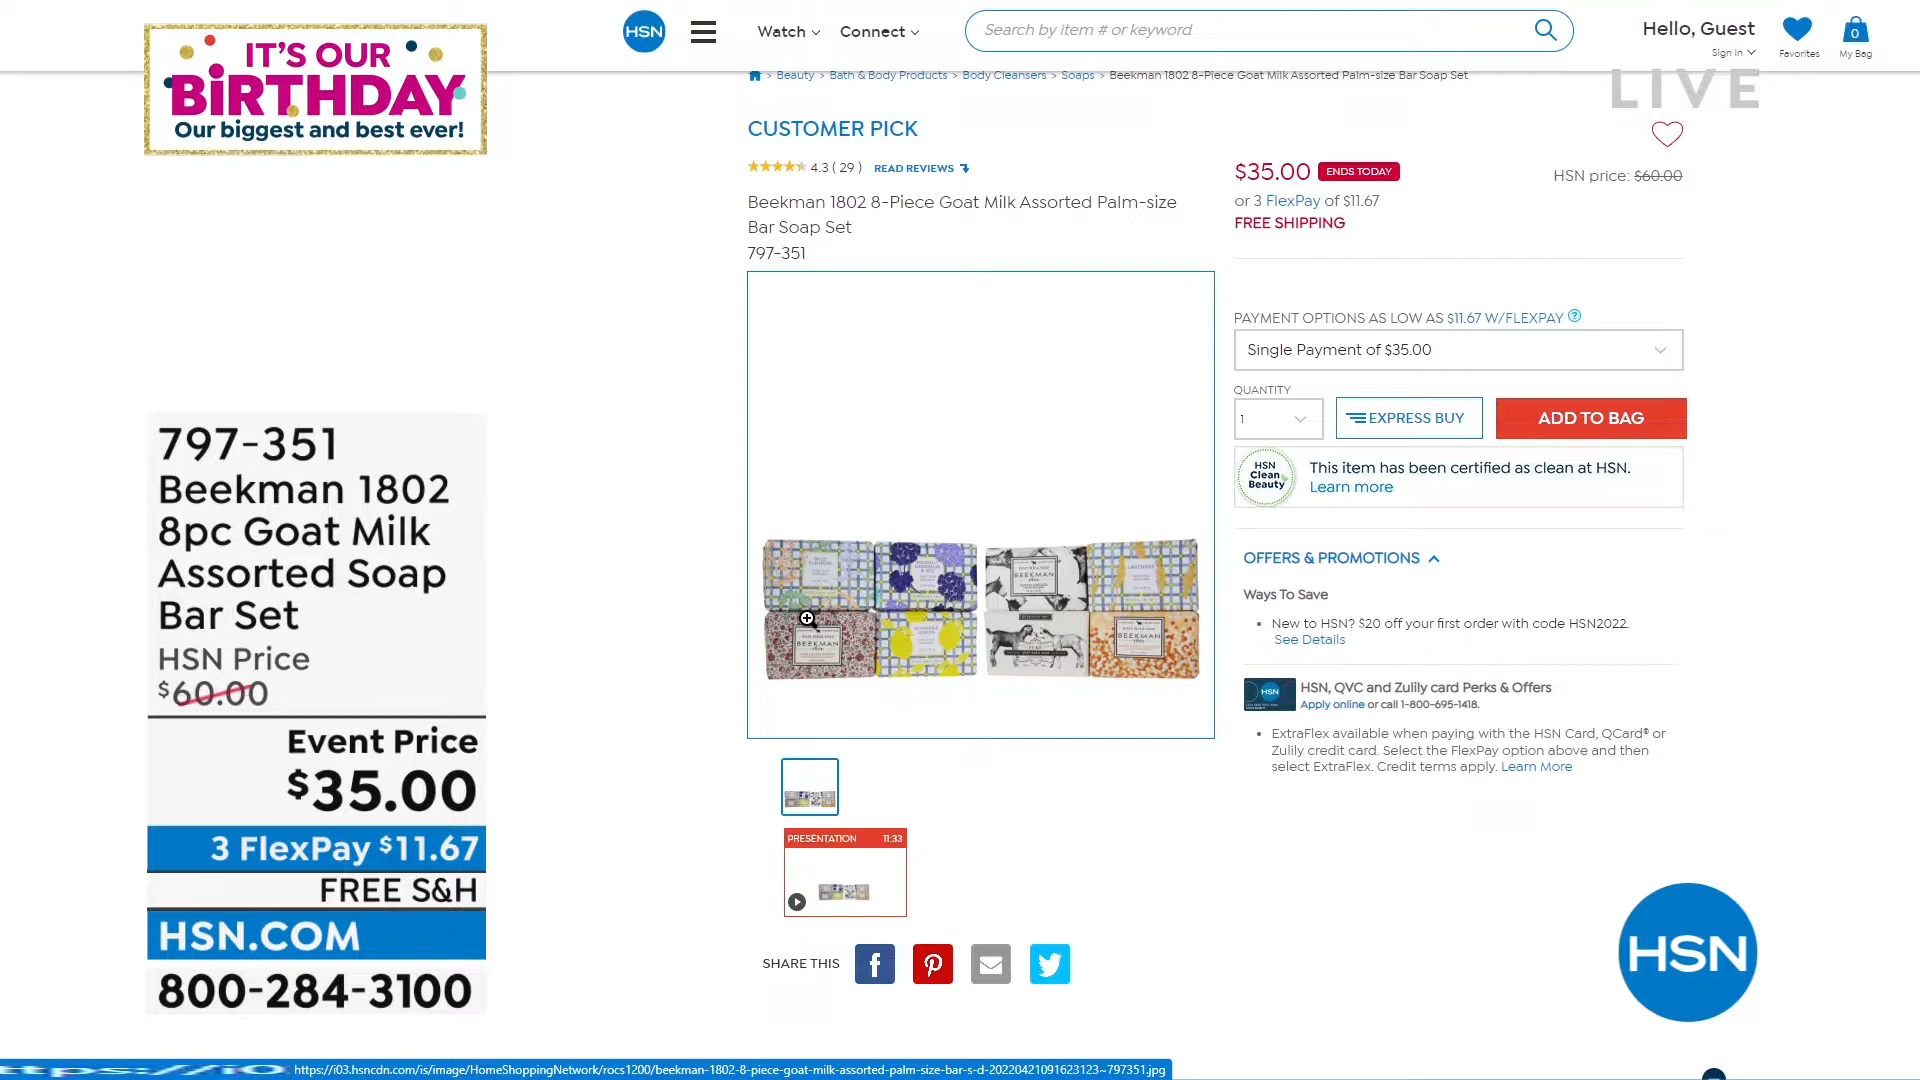 IT'S OUR
BiRTHDAY
Our biggest and best ever!
HSN
Watch
Connect
Search by item # or keyword
Hello, Guest
Sign In
Favorites
0
My Bag
> Beauty > Bath & Body Products > Body Cleansers > Soaps > Beekman 1802 8-Piece Goat Milk Assorted Palm-size Bar Soap Set
LIVE
CUSTOMER PICK
4.3 ( 29 ) READ REVIEWS
Beekman 1802 8-Piece Goat Milk Assorted Palm-size
Bar Soap Set
797-351
$35.00 ENDS TODAY
HSN price: $60.00
or 3 FlexPay of $11.67
FREE SHIPPING
PAYMENT OPTIONS AS LOW AS $11.67 W/FLEXPAY ?
Single Payment of $35.00
QUANTITY
1
EXPRESS BUY
ADD TO BAG
HSN
Clean
Beauty
This item has been certified as clean at HSN.
Learn more
OFFERS & PROMOTIONS
Ways To Save
• New to HSN? $20 off your first order with code HSN2022.
See Details
HSN
HSN, QVC and Zulily card Perks & Offers
Apply online or call 1-800-695-1418.
• ExtraFlex available when paying with the HSN Card, QCard® or
Zulily credit card. Select the FlexPay option above and then
select ExtraFlex. Credit terms apply. Learn More
797-351
Beekman 1802
8pc Goat Milk
Assorted Soap
Bar Set
HSN Price
$60.00
Event Price
$35.00
3 FlexPay $11.67
FREE S&H
HSN.COM
800-284-3100
BEEKMAN
LAVENDER
BEEKMAN
BEEKMAN
PURE
PRESENTATION 11:33
SHARE THIS
HSN
https://i03.hsncdn.com/is/image/HomeShoppingNetwork/rocs1200/beekman-1802-8-piece-goat-milk-assorted-palm-size-bar-s-d-20220421091623123~797351.jpg